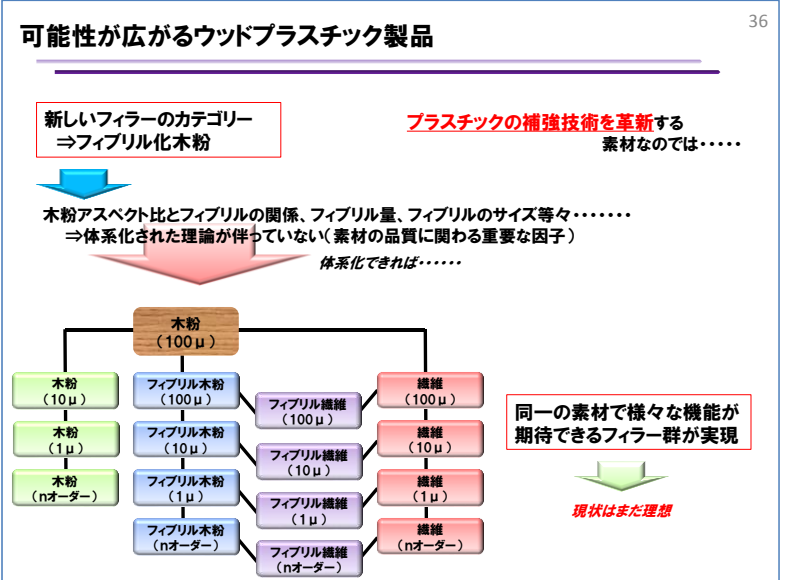 36
可能性が広がるウッドプラスチック製品
新しいフィラーのカテゴリー
⇒フィブリル化木粉
プラスチックの補強技術を革新する
素材なのでは・・・・・
木粉アスペクト比とフィブリルの関係、フィブリル量、フィブリルのサイズ等々・・・・・・・
⇒体系化された理論が伴っていない（素材の品質に関わる重要な因子）
体系化できれば・・・・・・
木粉
（100μ）
木粉
（10μ）
木粉
（1μ）
木粉
（nオーダー）
フィブリル木粉
（100μ）
フィブリル木粉
（10μ）
フィブリル木粉
（1μ）
フィブリル木粉
（nオーダー）
フィブリル繊維
（100μ）
フィブリル繊維
（10μ）
フィブリル繊維
（1μ）
フィブリル繊維
（nオーダー）
繊維
（100μ）
繊維
（10μ）
繊維
（1μ）
繊維
（nオーダー）
同一の素材で様々な機能が
期待できるフィラー群が実現
現状はまだ理想